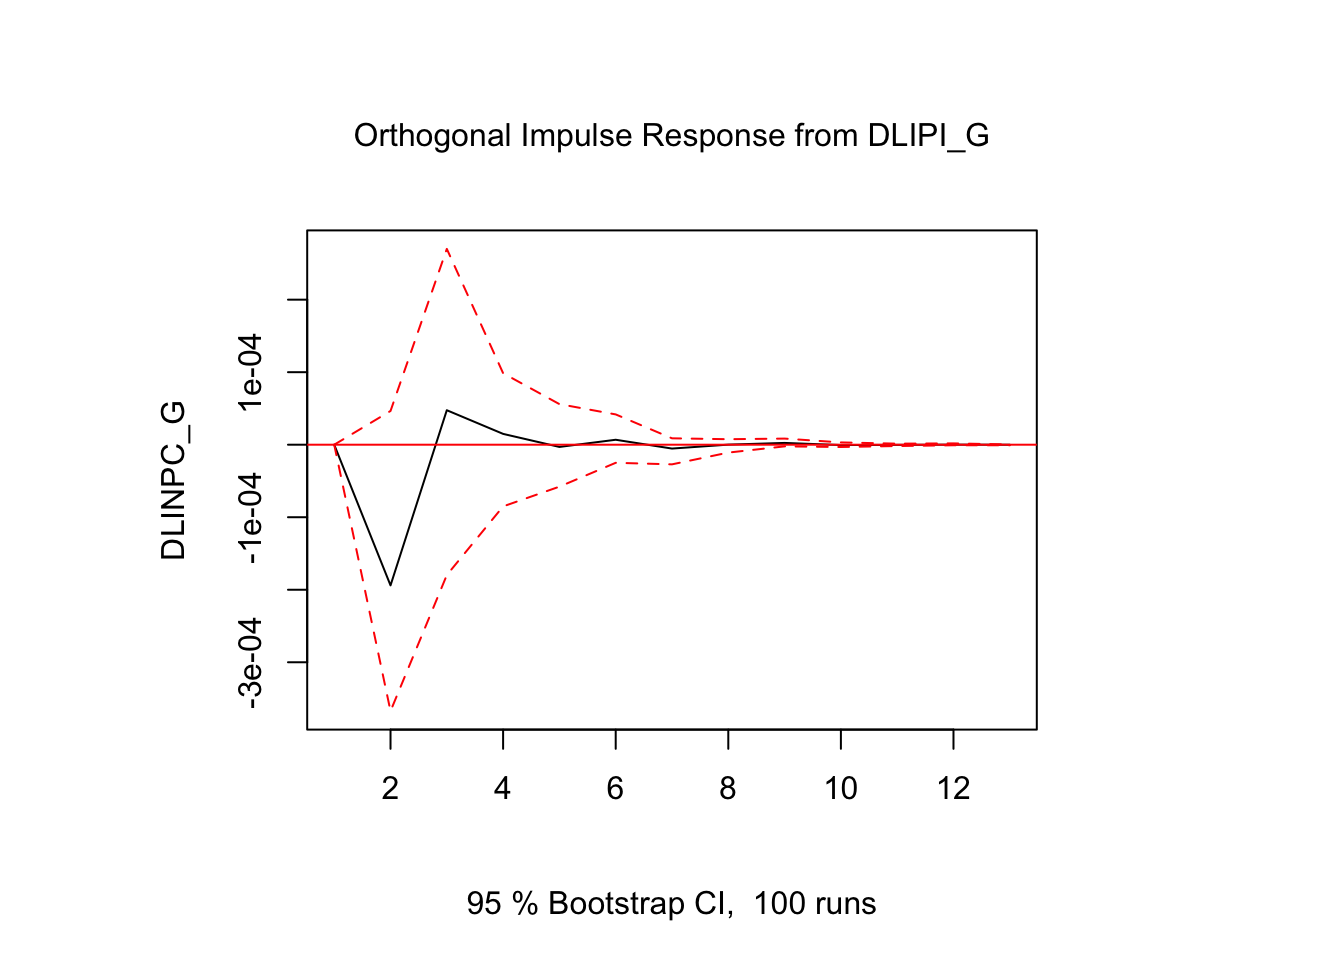 Orthogonal Impulse Response from DLIPI_G
DLINPC_G
1e-04
-1e-04
-3e-04
2 4 6 8 10 12
95 % Bootstrap CI,  100 runs